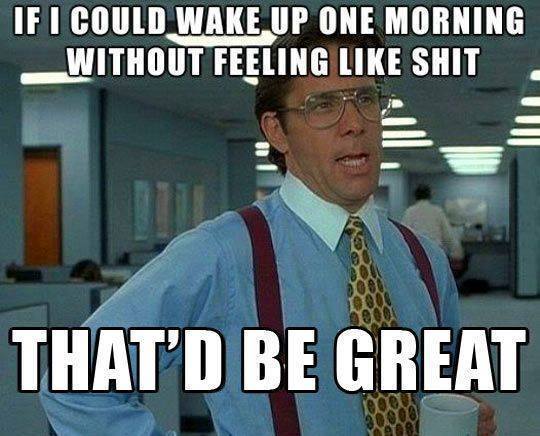 IF I COULD WAKE UP ONE MORNING
WITHOUT FEELING LIKE SHIT
THAT'D BE GREAT